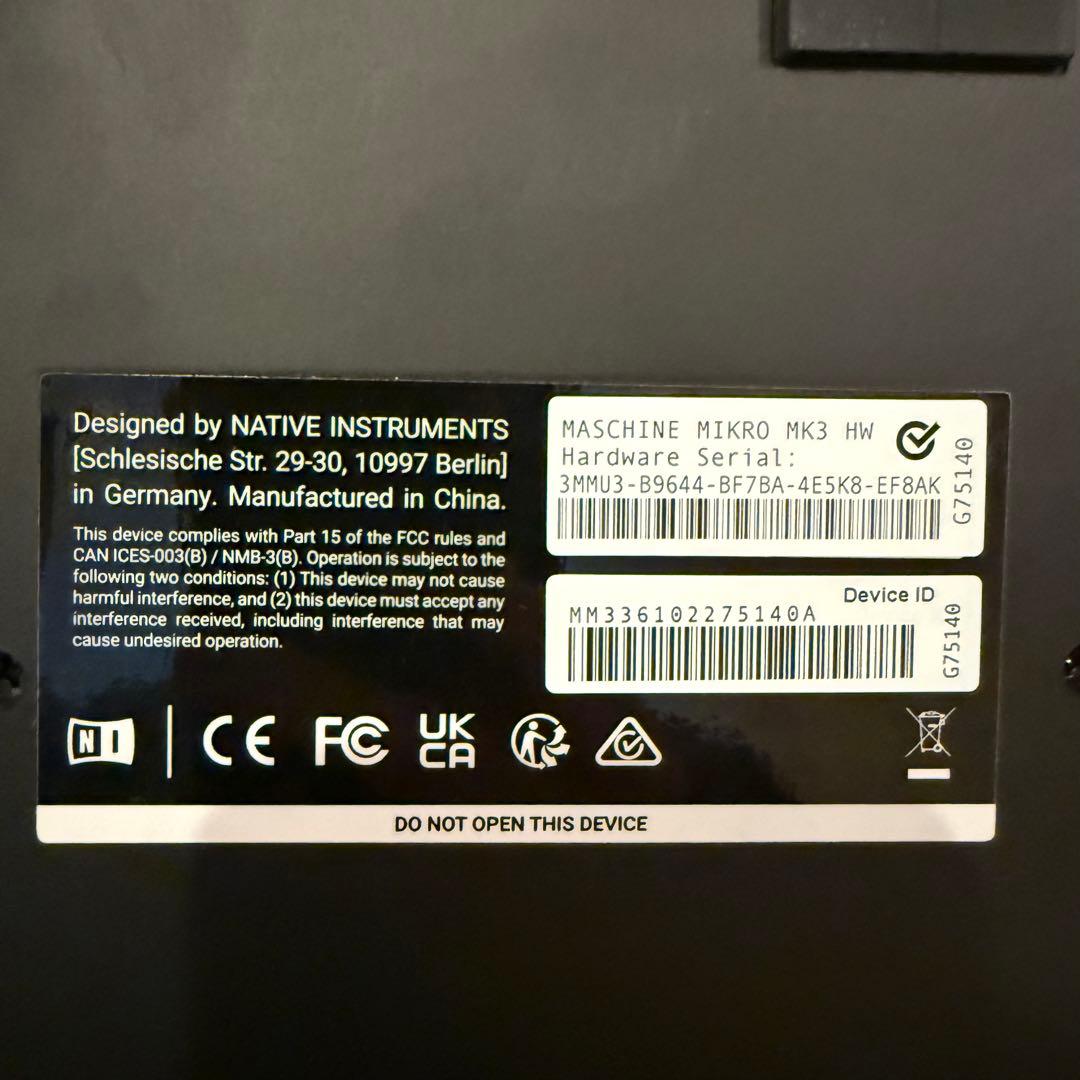 Designed by NATIVE INSTRUMENTS
[Schlesische Str. 29-30, 10997 Berlin]
in Germany. Manufactured in China.
This device complies with Part 15 of the FCC rules and
CAN ICES-003(B) / NMB-3(B). Operation is subject to the
following two conditions: (1) This device may not cause
harmful interference, and (2) this device must accept any
interference received, including interference that may
cause undesired operation.
MASCHINE MIKRO MK3 HW
Hardware Serial:
3MMU3-B9644-BF7BA-4E5K8-EF8AK
G75140
Device ID
MM336102275140A
G75140
NI
CE
FC
UK
CA
DO NOT OPEN THIS DEVICE